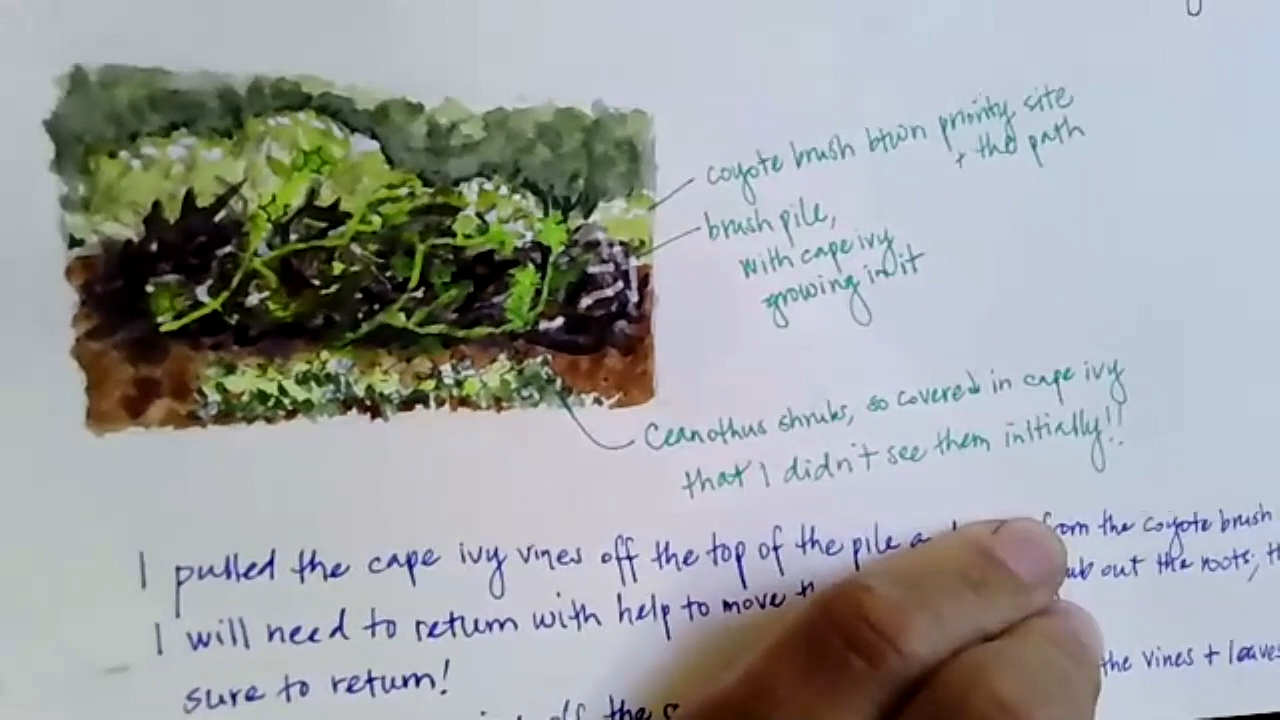 coyote brush btwn priority site
+ the path
brush pile,
with cape ivy
growing in it
Ceanothus shrubs, so covered in cape ivy
that I didn't see them initially!!
I pulled the cape ivy vines off the top of the pile from the coyote brush
I will need to return with help to move out the roots;
sure to return!
the vines + leaves
off the